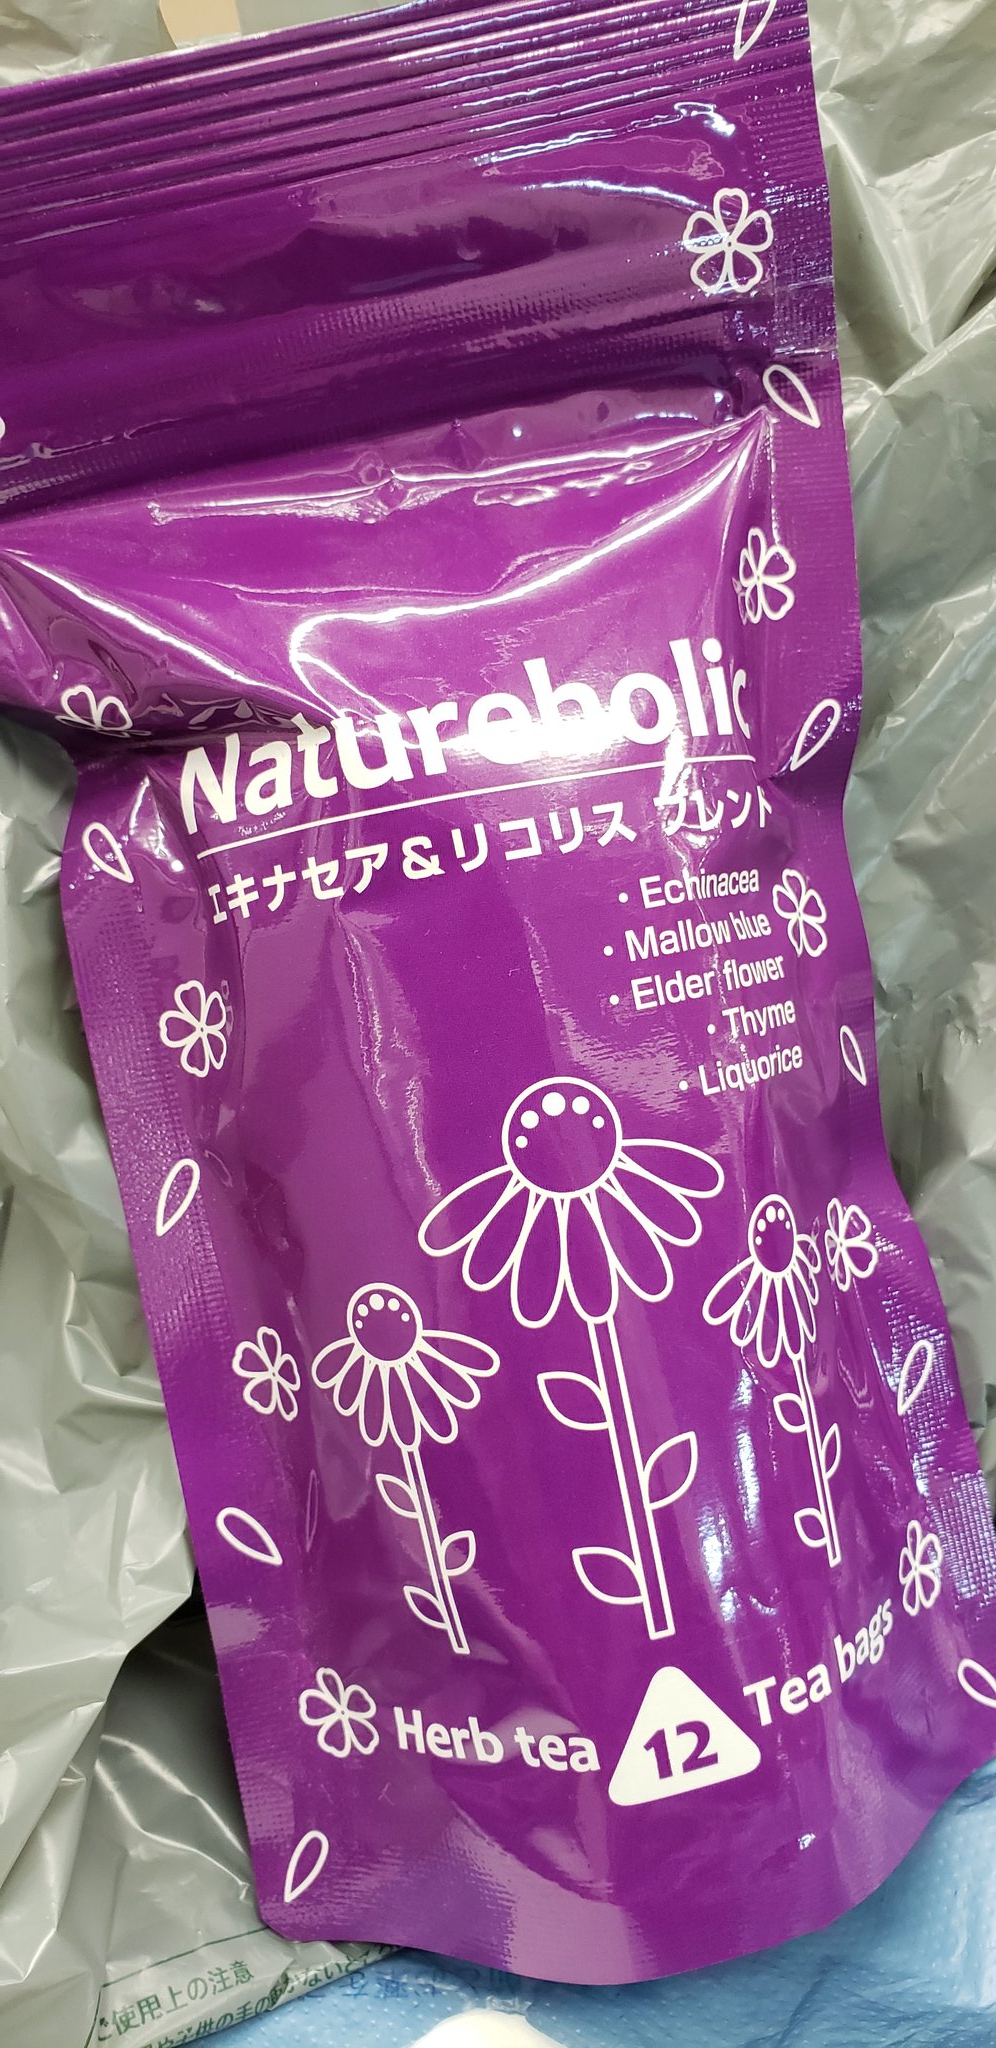 Natureholic
エキナセア&リコリス ブレンド
・Echinacea
・Mallow blue
・Elder flower
・Thyme
・Liquorice
Herb tea 12 Tea bags
ご使用上の注意